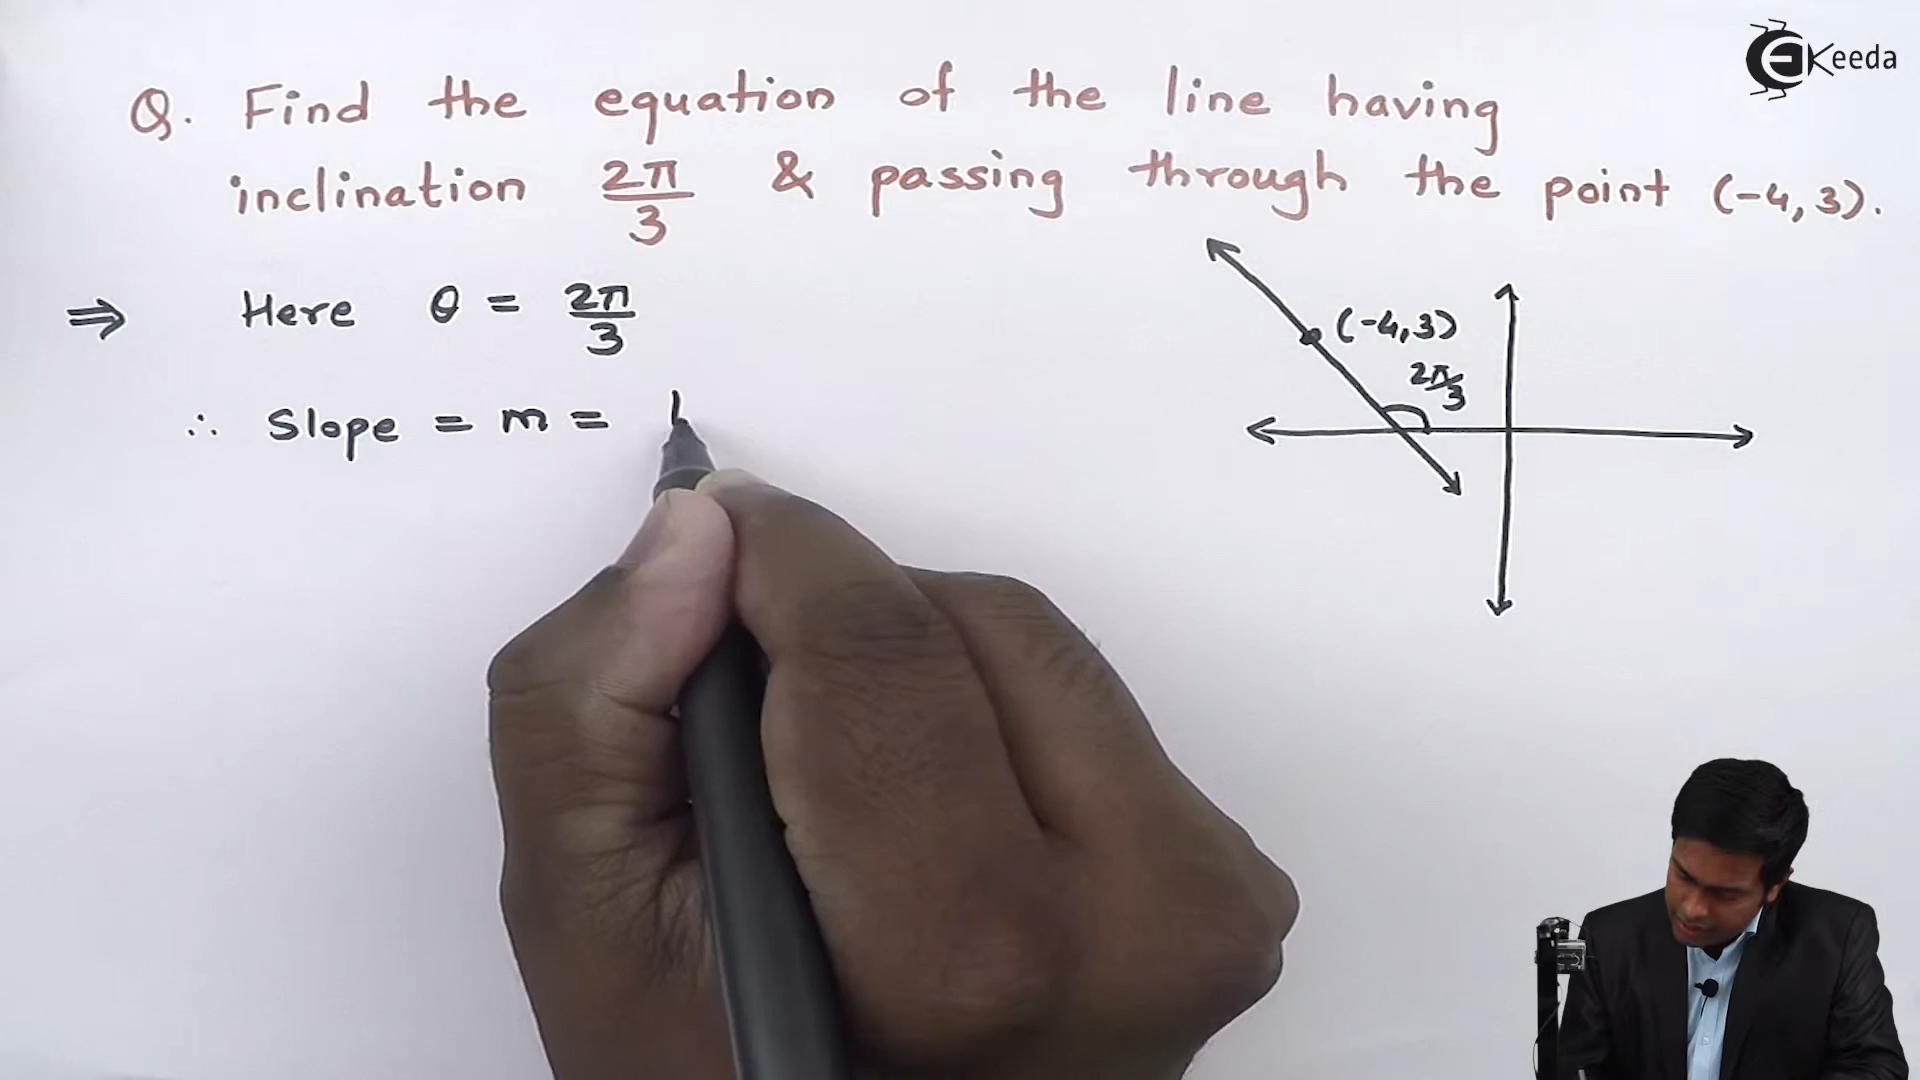 Keeda
Q. Find the equation of the line having
inclination 2π/3 & passing through the point (-4, 3).
⇒ Here θ = 2π/3
∴ Slope = m =
(-4,3)
2π/3